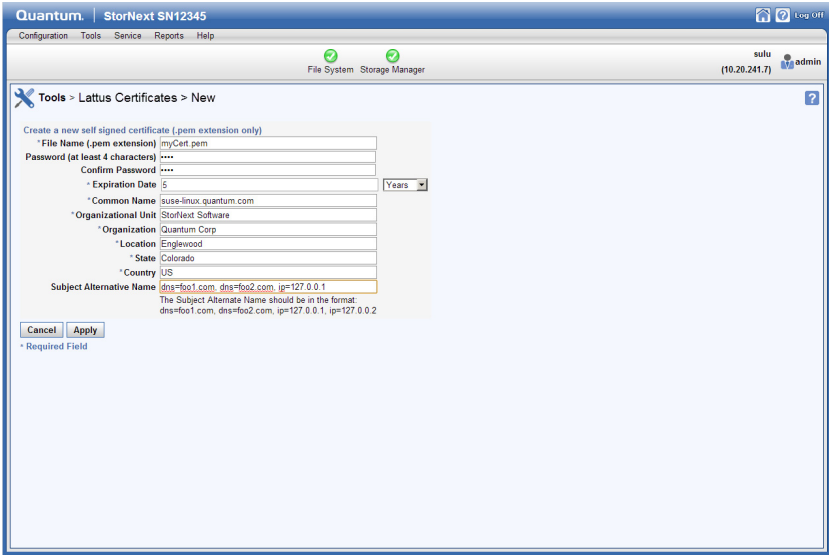 Quantum. | StorNext SN12345 Log Off
Configuration Tools Service Reports Help
File System Storage Manager
sulu
(10.20.241.7)
admin
Tools > Lattus Certificates > New
Create a new self signed certificate (.pem extension only)
*File Name (.pem extension) myCert.pem
Password (at least 4 characters) ••••
Confirm Password ••••
* Expiration Date 5 Years
*Common Name suse-linux.quantum.com
*Organizational Unit StorNext Software
*Organization Quantum Corp
*Location Englewood
* State Colorado
*Country US
Subject Alternative Name dns=foo1.com, dns=foo2.com, ip=127.0.0.1
The Subject Alternate Name should be in the format:
dns=foo1.com, dns=foo2.com, ip=127.0.0.1, ip=127.0.0.2
Cancel Apply
* Required Field